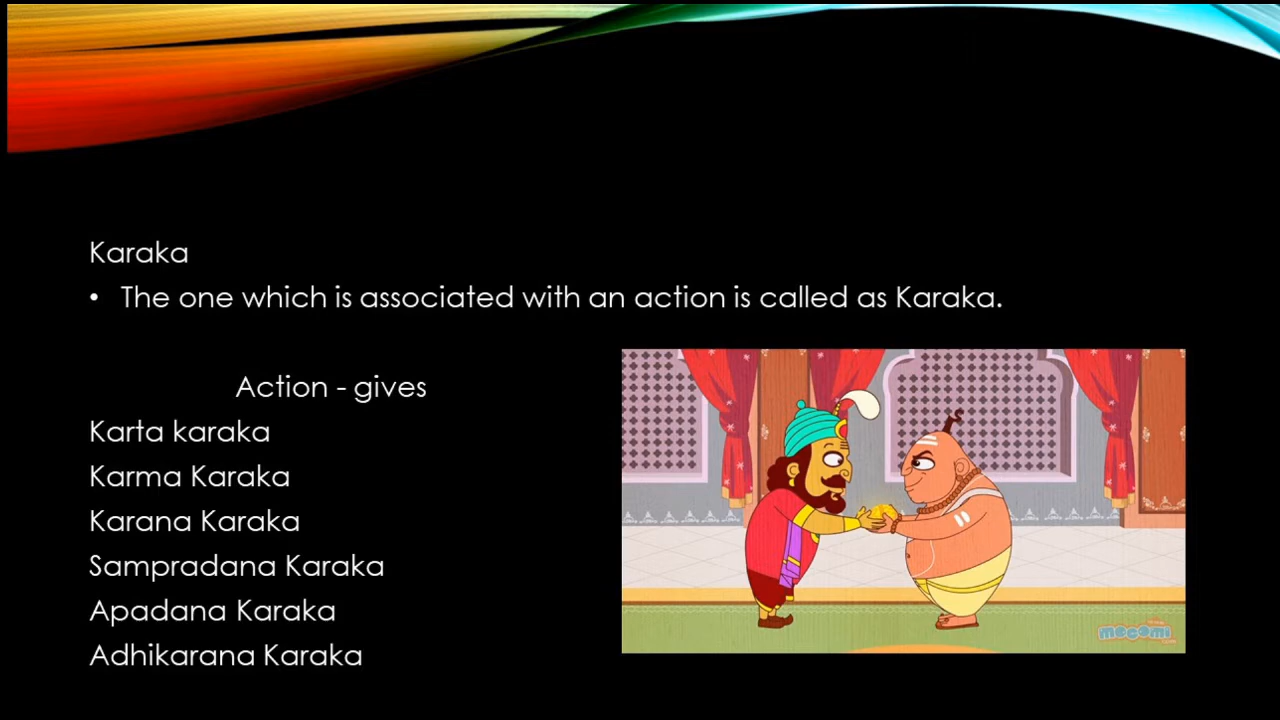 Karaka
• The one which is associated with an action is called as Karaka.
Action - gives
Karta karaka
Karma Karaka
Karana Karaka
Sampradana Karaka
Apadana Karaka
Adhikarana Karaka
mocomi